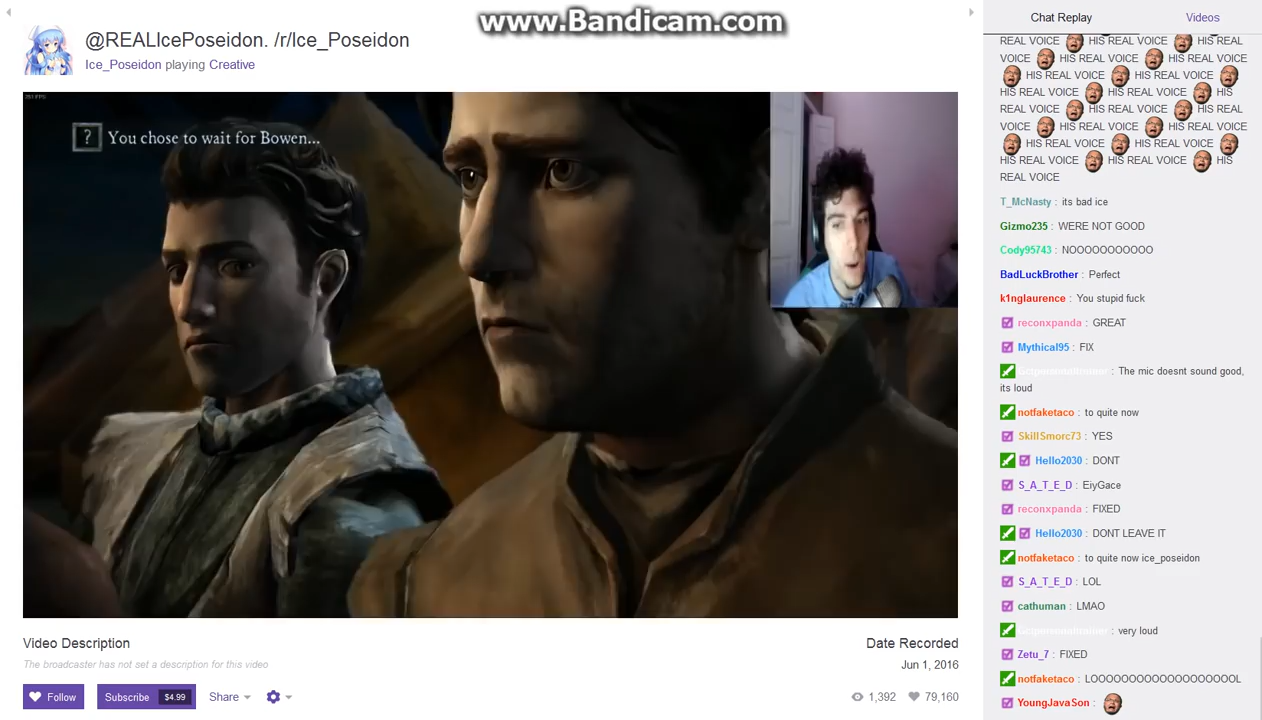 www.Bandicam.com
@REALIcePoseidon. /r/Ice_Poseidon
Ice_Poseidon playing Creative
? You chose to wait for Bowen...
Video Description
Date Recorded
The broadcaster has not set a description for this video
Jun 1, 2016
Follow
Subscribe $4.99
Share
1,392
79,160
Chat Replay
Videos
REAL VOICE HIS REAL VOICE HIS REAL
VOICE HIS REAL VOICE HIS REAL VOICE
HIS REAL VOICE HIS REAL VOICE
HIS REAL VOICE HIS REAL VOICE HIS
REAL VOICE HIS REAL VOICE HIS REAL
VOICE HIS REAL VOICE HIS REAL VOICE
HIS REAL VOICE HIS REAL VOICE
HIS REAL VOICE HIS REAL VOICE HIS
REAL VOICE
T_McNasty : its bad ice
Gizmo235 : WERE NOT GOOD
Cody95743 : NOOOOOOOOOOO
BadLuckBrother : Perfect
k1nglaurence : You stupid fuck
reconxpanda : GREAT
Mythical95 : FIX
: The mic doesnt sound good,
its loud
notfaketaco : to quite now
SkillSmorc73 : YES
Hello2030 : DONT
S_A_T_E_D : EiyGace
reconxpanda : FIXED
Hello2030 : DONT LEAVE IT
notfaketaco : to quite now ice_poseidon
S_A_T_E_D : LOL
cathuman : LMAO
: very loud
Zetu_7 : FIXED
notfaketaco : LOOOOOOOOOOOOOOOOOOOL
YoungJavaSon :